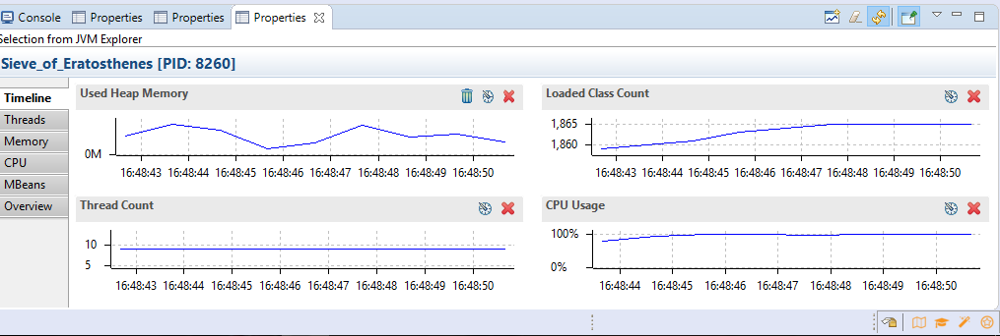 Console Properties Properties Properties
Selection from JVM Explorer
Sieve_of_Eratosthenes [PID: 8260]
Timeline
Threads
Memory
CPU
MBeans
Overview
Used Heap Memory
0M
16:48:43 16:48:44 16:48:45 16:48:46 16:48:47 16:48:48 16:48:49 16:48:50
Loaded Class Count
1,865
1,860
16:48:43 16:48:44 16:48:45 16:48:46 16:48:47 16:48:48 16:48:49 16:48:50
Thread Count
10
5
16:48:43 16:48:44 16:48:45 16:48:46 16:48:47 16:48:48 16:48:49 16:48:50
CPU Usage
100%
0%
16:48:44 16:48:45 16:48:46 16:48:47 16:48:48 16:48:49 16:48:50